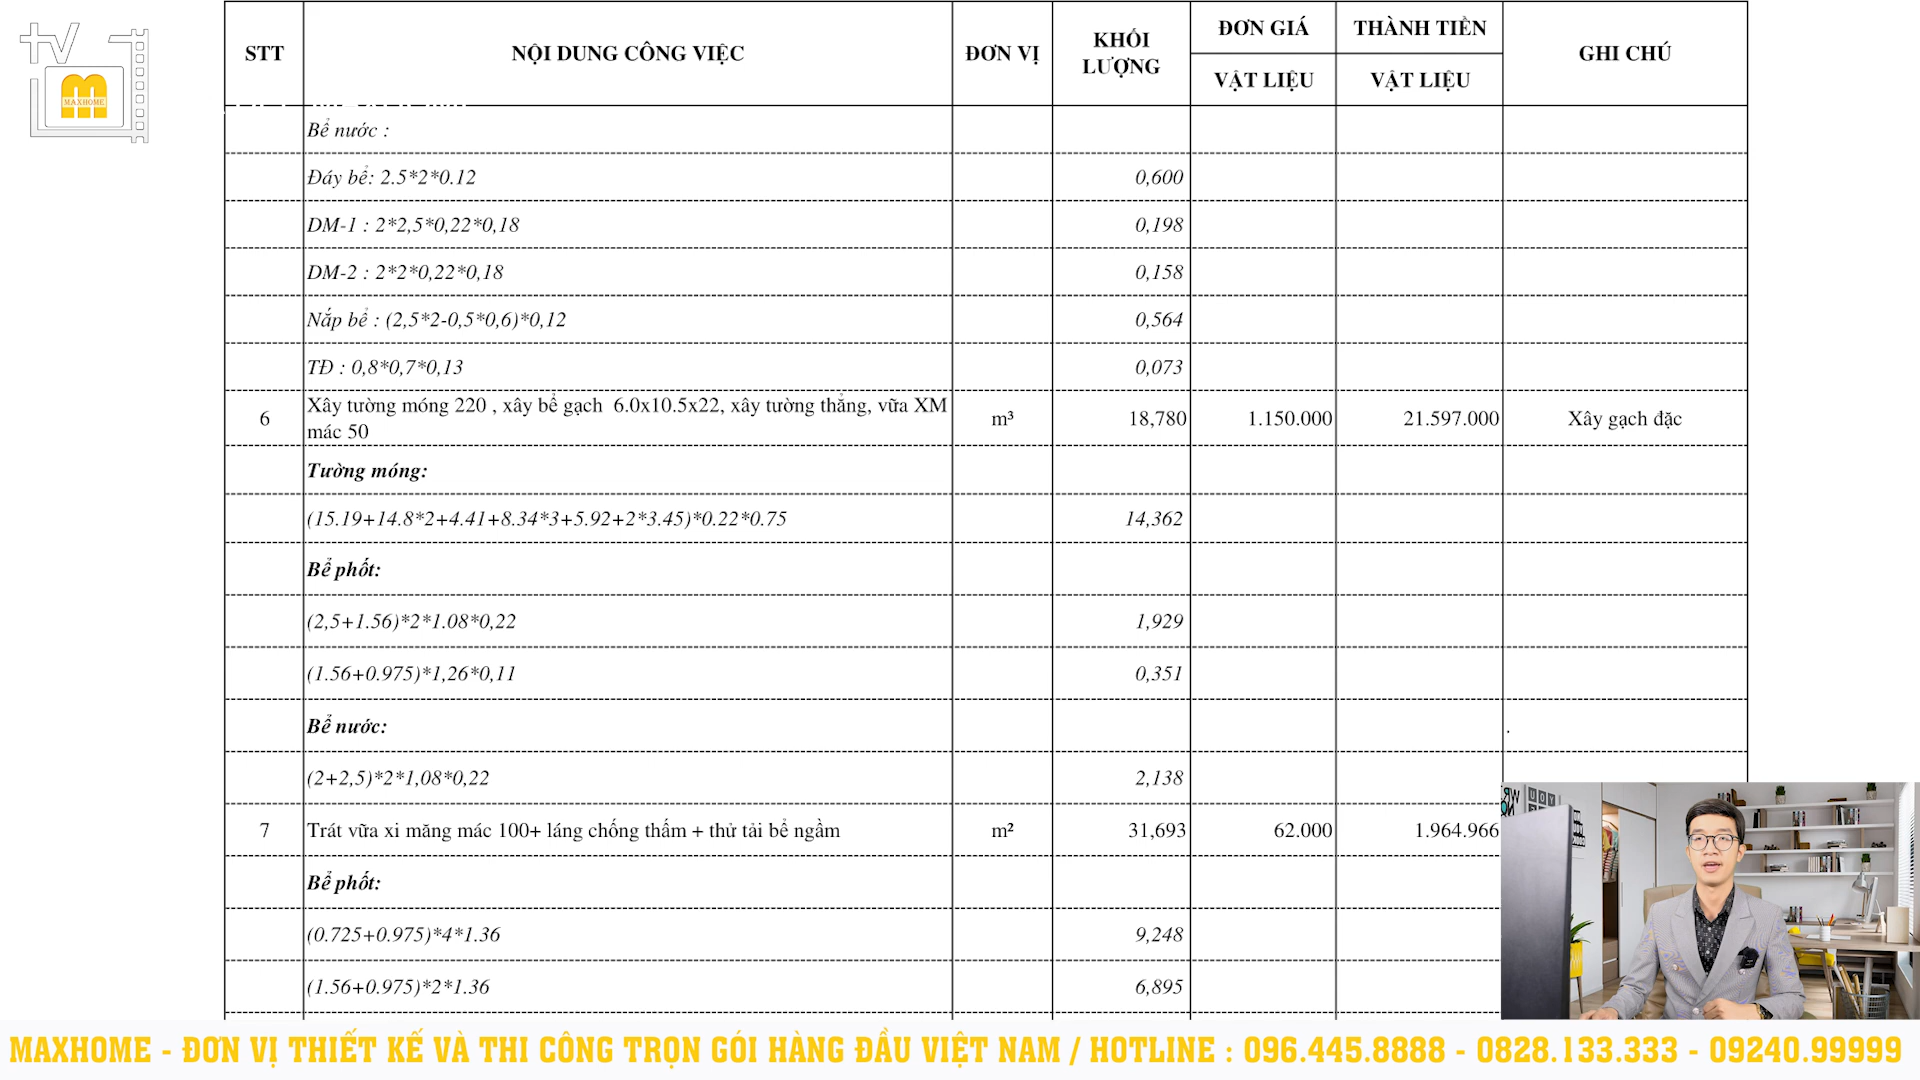 tv
MAXHOME
STT
NỘI DUNG CÔNG VIỆC
ĐƠN VỊ
KHỐI
LƯỢNG
ĐƠN GIÁ
THÀNH TIỀN
GHI CHÚ
VẬT LIỆU
VẬT LIỆU
Bể nước :
Đáy bể: 2.5*2*0.12 0,600
DM-1 : 2*2,5*0,22*0,18 0,198
DM-2 : 2*2*0,22*0,18 0,158
Nắp bể : (2,5*2-0,5*0,6)*0,12 0,564
TĐ : 0,8*0,7*0,13 0,073
6 Xây tường móng 220 , xây bể gạch 6.0x10.5x22, xây tường thẳng, vữa XM
mác 50 m³ 18,780 1.150.000 21.597.000 Xây gạch đặc
Tường móng:
(15.19+14.8*2+4.41+8.34*3+5.92+2*3.45)*0.22*0.75 14,362
Bể phốt:
(2,5+1.56)*2*1.08*0,22 1,929
(1.56+0.975)*1,26*0,11 0,351
Bể nước:
(2+2,5)*2*1,08*0,22 2,138
7 Trát vữa xi măng mác 100+ láng chống thấm + thử tải bể ngầm m² 31,693 62.000 1.964.966
Bể phốt:
(0.725+0.975)*4*1.36 9,248
(1.56+0.975)*2*1.36 6,895
MAXHOME - ĐƠN VỊ THIẾT KẾ VÀ THI CÔNG TRỌN GÓI HÀNG ĐẦU VIỆT NAM / HOTLINE : 096.445.8888 - 0828.133.333 - 09240.99999